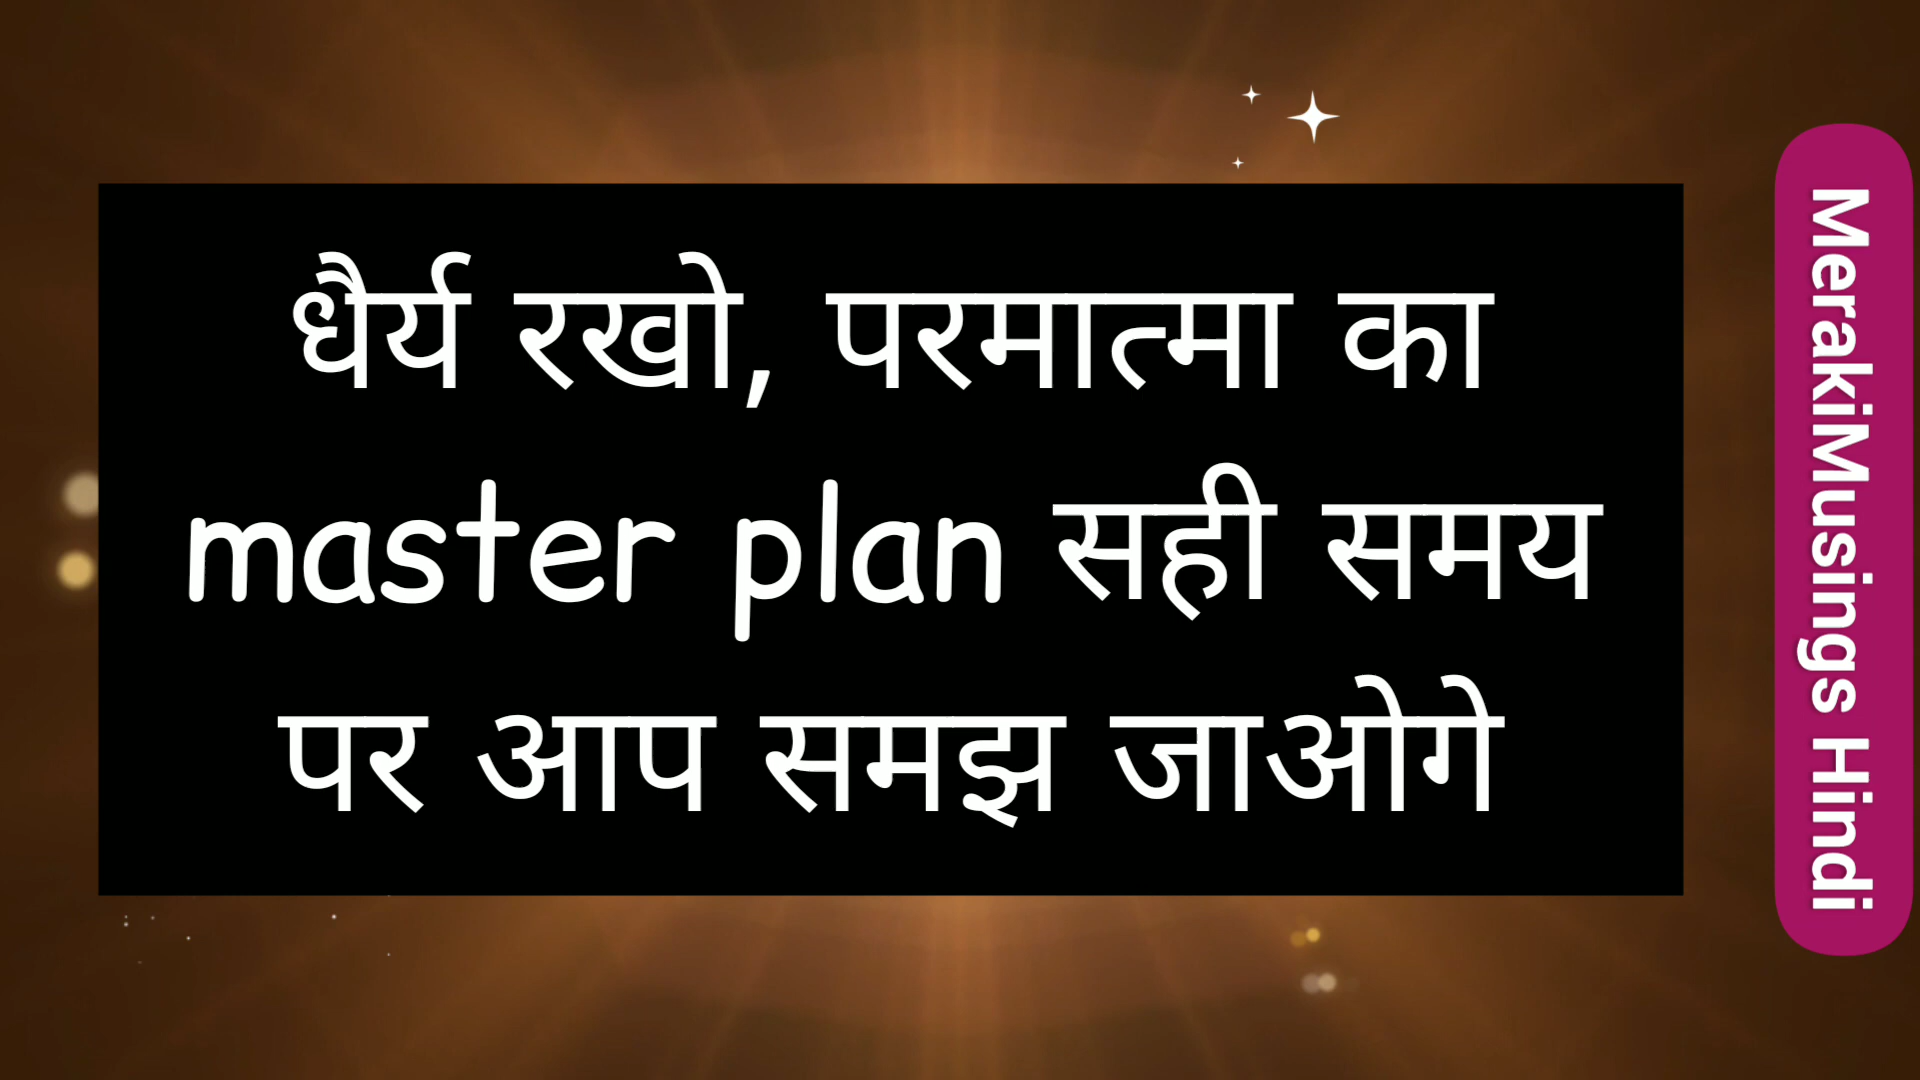 धैर्य रखो, परमात्मा का
master plan सही समय
पर आप समझ जाओगे
MerakiMusings Hindi